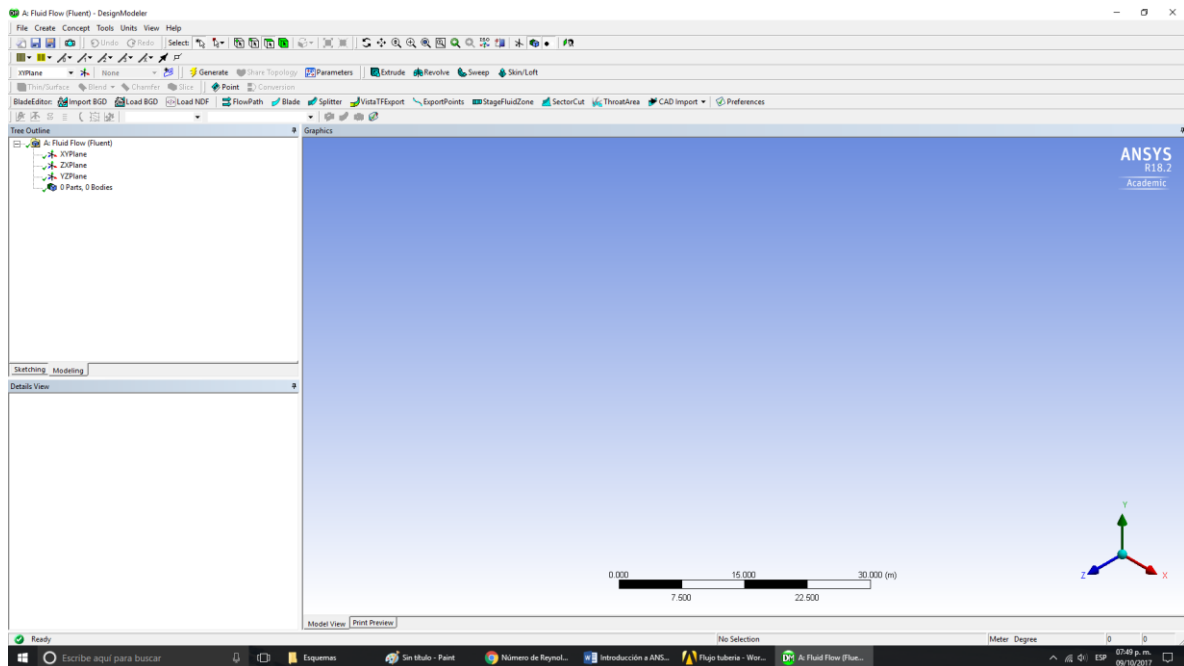 A: Fluid Flow (Fluent) - DesignModeler
File Create Concept Tools Units View Help
Undo Redo Select:
XYPlane None Generate Share Topology Parameters Extrude Revolve Sweep Skin/Loft
Thin/Surface Blend Chamfer Slice Point Conversion
BladeEditor: Import BGD Load BGD Load NDF FlowPath Blade Splitter VistaTFExport ExportPoints StageFluidZone SectorCut ThroatArea CAD Import Preferences
Tree Outline
Graphics
A: Fluid Flow (Fluent)
XYPlane
ZXPlane
YZPlane
0 Parts, 0 Bodies
ANSYS
R18.2
Academic
Sketching Modeling
Details View
Y
Z X
0.000 15.000 30.000 (m)
7.500 22.500
Model View Print Preview
Ready No Selection Meter Degree 0 0
Escribe aquí para buscar Esquemas Sin título - Paint Número de Reynol... Introducción a ANS... Flujo tuberia - Wor... A: Fluid Flow (Flue... ESP 07:49 p. m.
09/10/2017